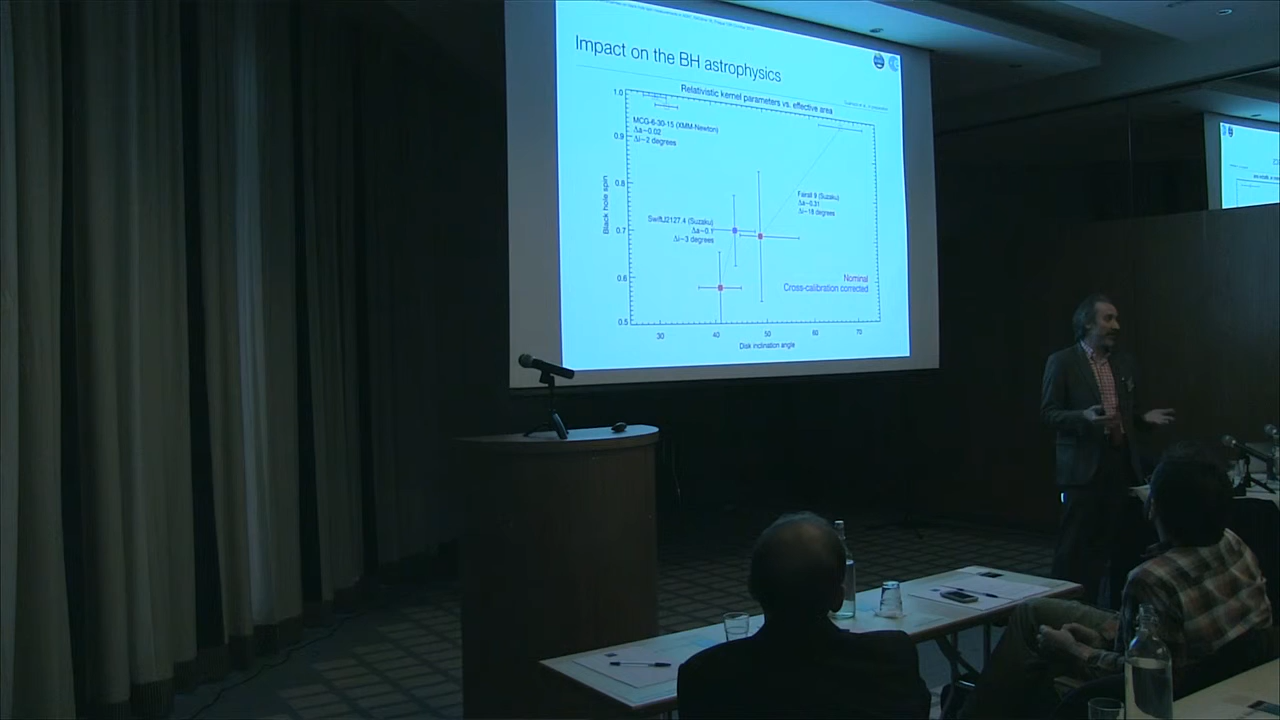 Impact on the BH astrophysics
Relativistic kernel parameters vs. effective area
1.0
MCG-6-30-15 (XMM-Newton)
Δa~0.02
Δi~2 degrees
0.9
Fairall 9 (Suzaku)
Δa~0.31
Δi~18 degrees
0.8
Black hole spin
SwiftJ2127.4 (Suzaku)
Δa~0.1
Δi~3 degrees
0.7
0.6
Nominal
Cross-calibration corrected
0.5
30 40 50 60 70
Disk inclination angle